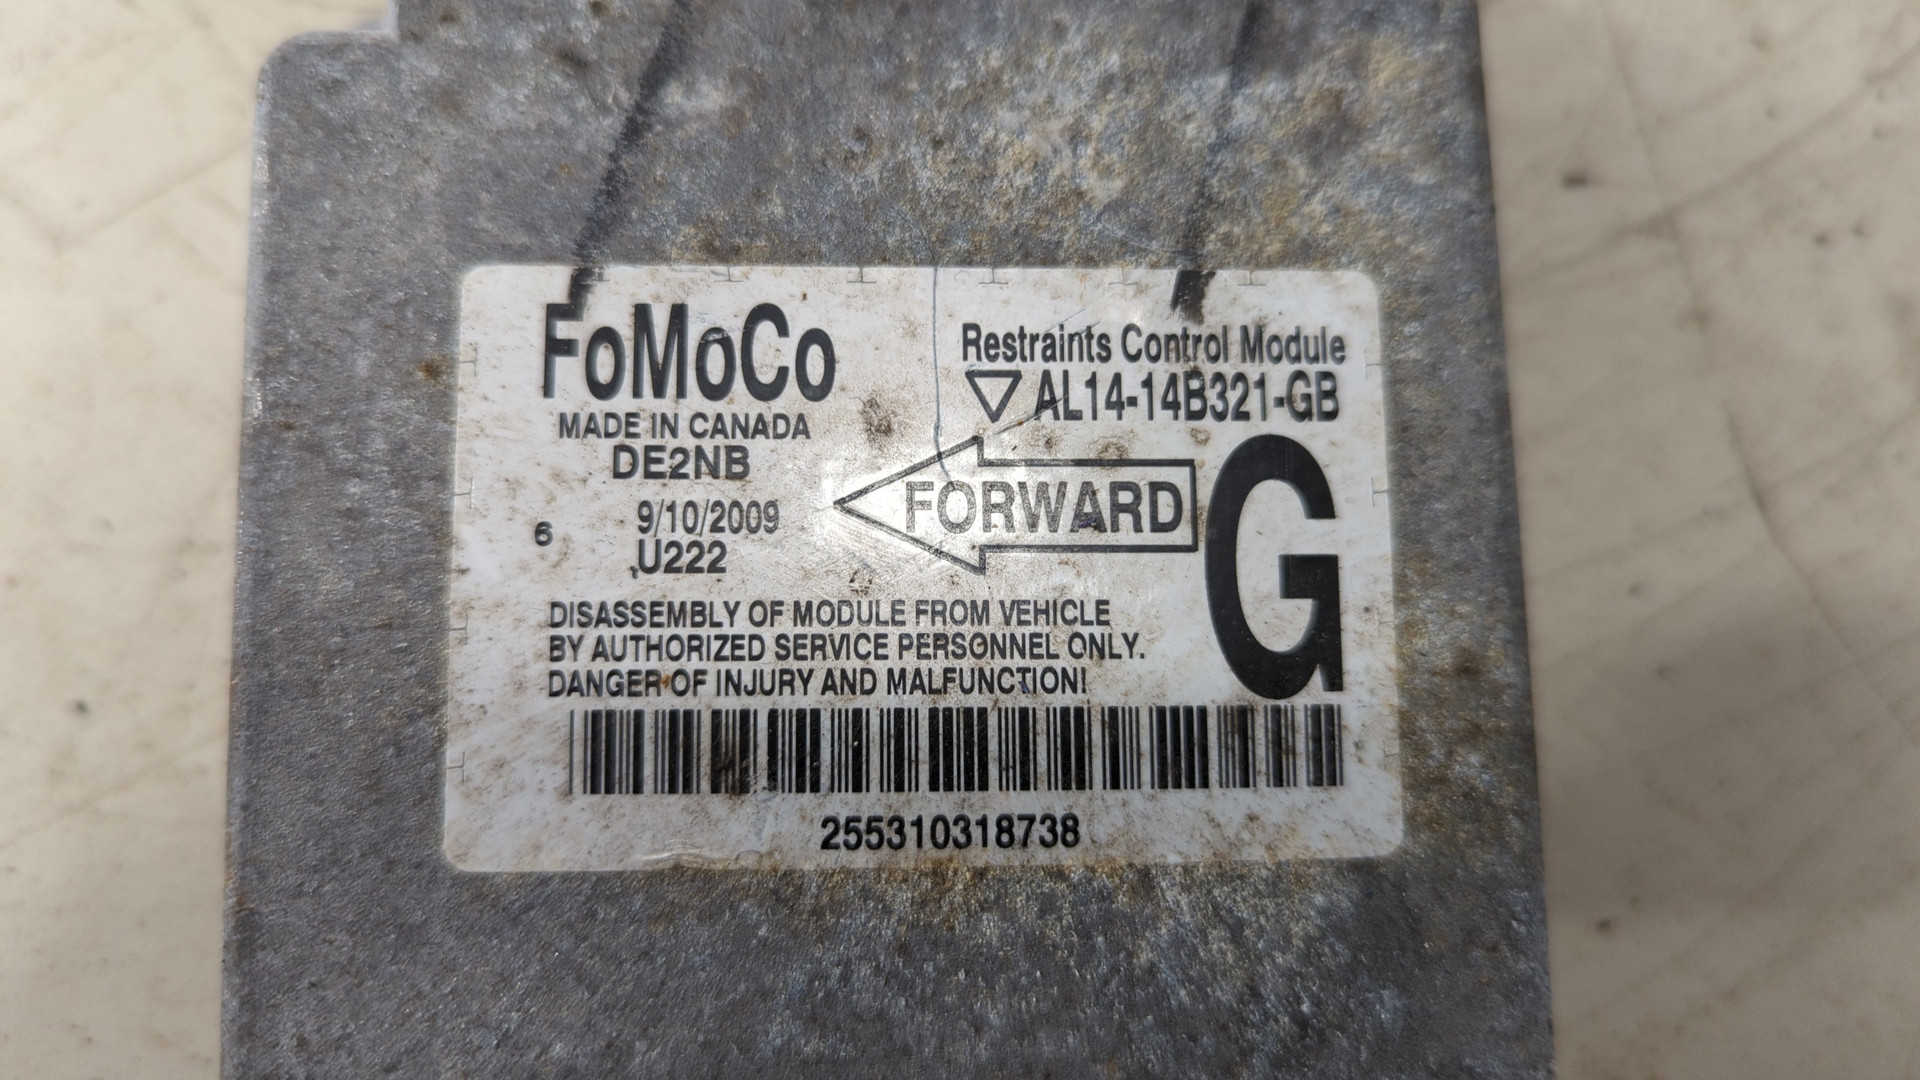 FoMoCo
MADE IN CANADA
DE2NB
6 9/10/2009
U222
Restraints Control Module
AL14-14B321-GB
FORWARD
G
DISASSEMBLY OF MODULE FROM VEHICLE
BY AUTHORIZED SERVICE PERSONNEL ONLY.
DANGER OF INJURY AND MALFUNCTION!
255310318738